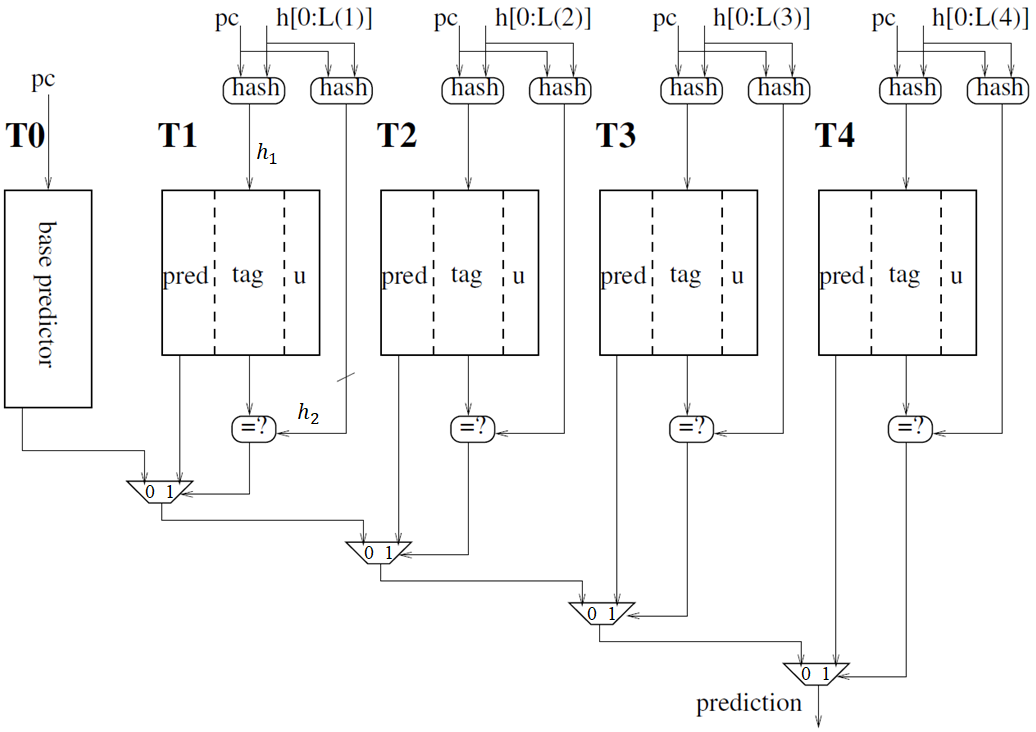 pc h[0:L(1)] pc h[0:L(2)] pc h[0:L(3)] pc h[0:L(4)]
pc hash hash hash hash hash hash hash hash
T0 T1 T2 T3 T4
h₁
base predictor
pred tag u pred tag u pred tag u pred tag u
h₂
=? =? =? =?
0 1
0 1
0 1
0 1
prediction